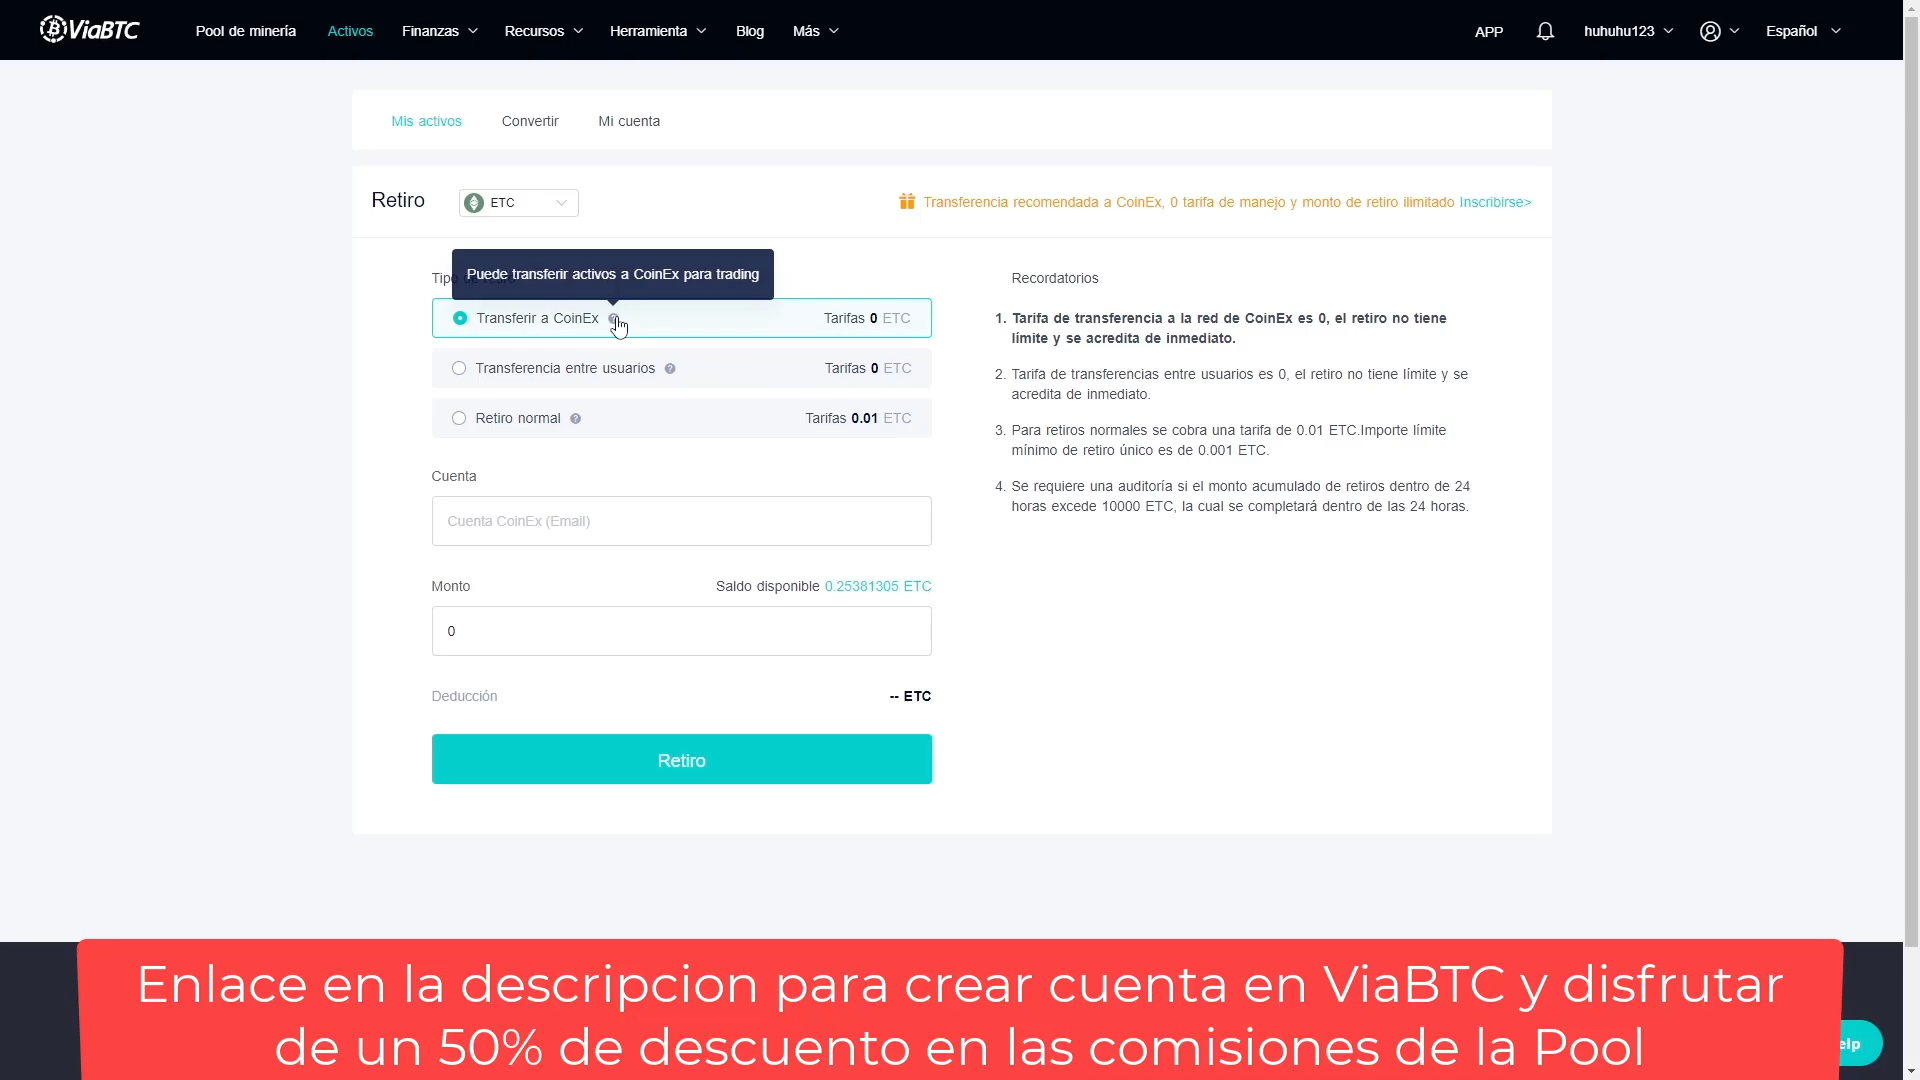 ViaBTC
Pool de minería
Activos
Finanzas
Recursos
Herramienta
Blog
Más
APP
huhuhu123
Español
Mis activos
Convertir
Mi cuenta
Retiro
ETC
Transferencia recomendada a CoinEx, 0 tarifa de manejo y monto de retiro ilimitado Inscribirse>
Puede transferir activos a CoinEx para trading
Transferir a CoinEx
Tarifas 0 ETC
Transferencia entre usuarios
Tarifas 0 ETC
Retiro normal
Tarifas 0.01 ETC
Cuenta
Cuenta CoinEx (Email)
Monto
Saldo disponible 0.25381305 ETC
0
Deducción
-- ETC
Retiro
Recordatorios
1. Tarifa de transferencia a la red de CoinEx es 0, el retiro no tiene
límite y se acredita de inmediato.
2. Tarifa de transferencias entre usuarios es 0, el retiro no tiene límite y se
acredita de inmediato.
3. Para retiros normales se cobra una tarifa de 0.01 ETC.Importe límite
mínimo de retiro único es de 0.001 ETC.
4. Se requiere una auditoría si el monto acumulado de retiros dentro de 24
horas excede 10000 ETC, la cual se completará dentro de las 24 horas.
Enlace en la descripcion para crear cuenta en ViaBTC y disfrutar
de un 50% de descuento en las comisiones de la Pool